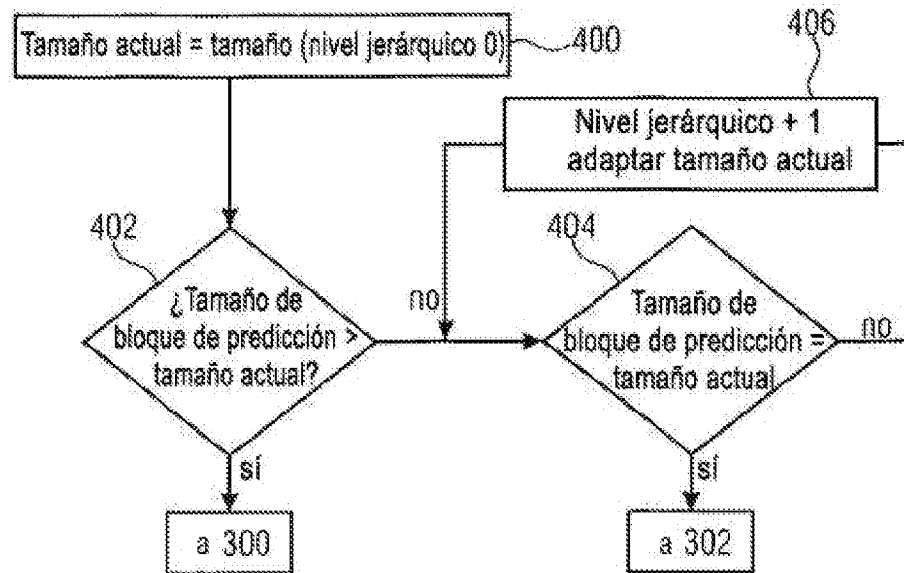 Tamaño actual = tamaño (nivel jerárquico 0)
400
406
Nivel jerárquico + 1
adaptar tamaño actual
402
¿Tamaño de
bloque de predicción >
tamaño actual?
no
404
Tamaño de
bloque de predicción =
tamaño actual
no
sí
sí
a 300
a 302